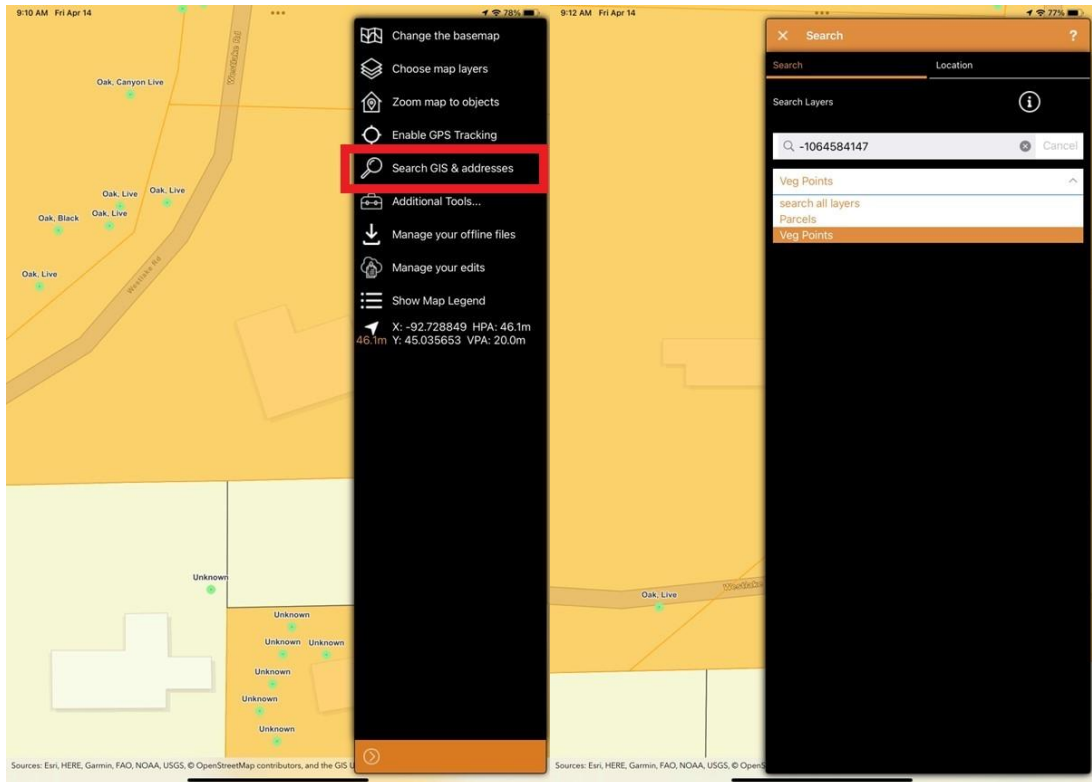 9:10 AM Fri Apr 14
78%
Westlake Rd
Oak, Canyon Live
Oak, Live
Oak, Live
Oak, Live
Oak, Black
Westlake Rd
Oak, Live
Unknown
Unknown
Unknown
Unknown
Unknown
Unknown
Unknown
Sources: Esri, HERE, Garmin, FAO, NOAA, USGS, © OpenStreetMap contributors, and the GIS U
Change the basemap
Choose map layers
Zoom map to objects
Enable GPS Tracking
Search GIS & addresses
Additional Tools...
Manage your offline files
Manage your edits
Show Map Legend
X: -92.728849 HPA: 46.1m
46.1m Y: 45.035653 VPA: 20.0m
9:12 AM Fri Apr 14
77%
Search
?
Search Location
Search Layers
-1064584147 Cancel
Veg Points
search all layers
Parcels
Veg Points
Westlake
Oak, Live
Sources: Esri, HERE, Garmin, FAO, NOAA, USGS, © OpenS